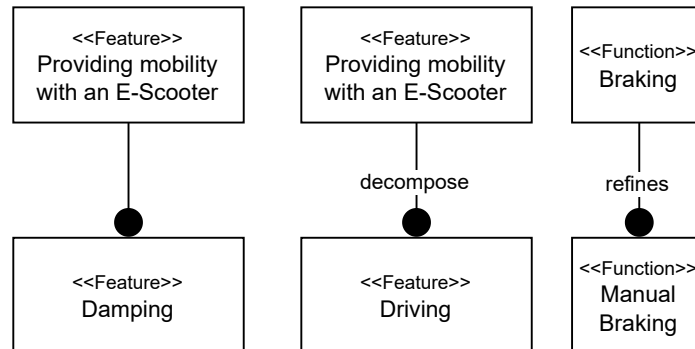 <<Feature>>
Providing mobility
with an E-Scooter
<<Feature>>
Damping
<<Feature>>
Providing mobility
with an E-Scooter
decompose
<<Feature>>
Driving
<<Function>>
Braking
refines
<<Function>>
Manual
Braking